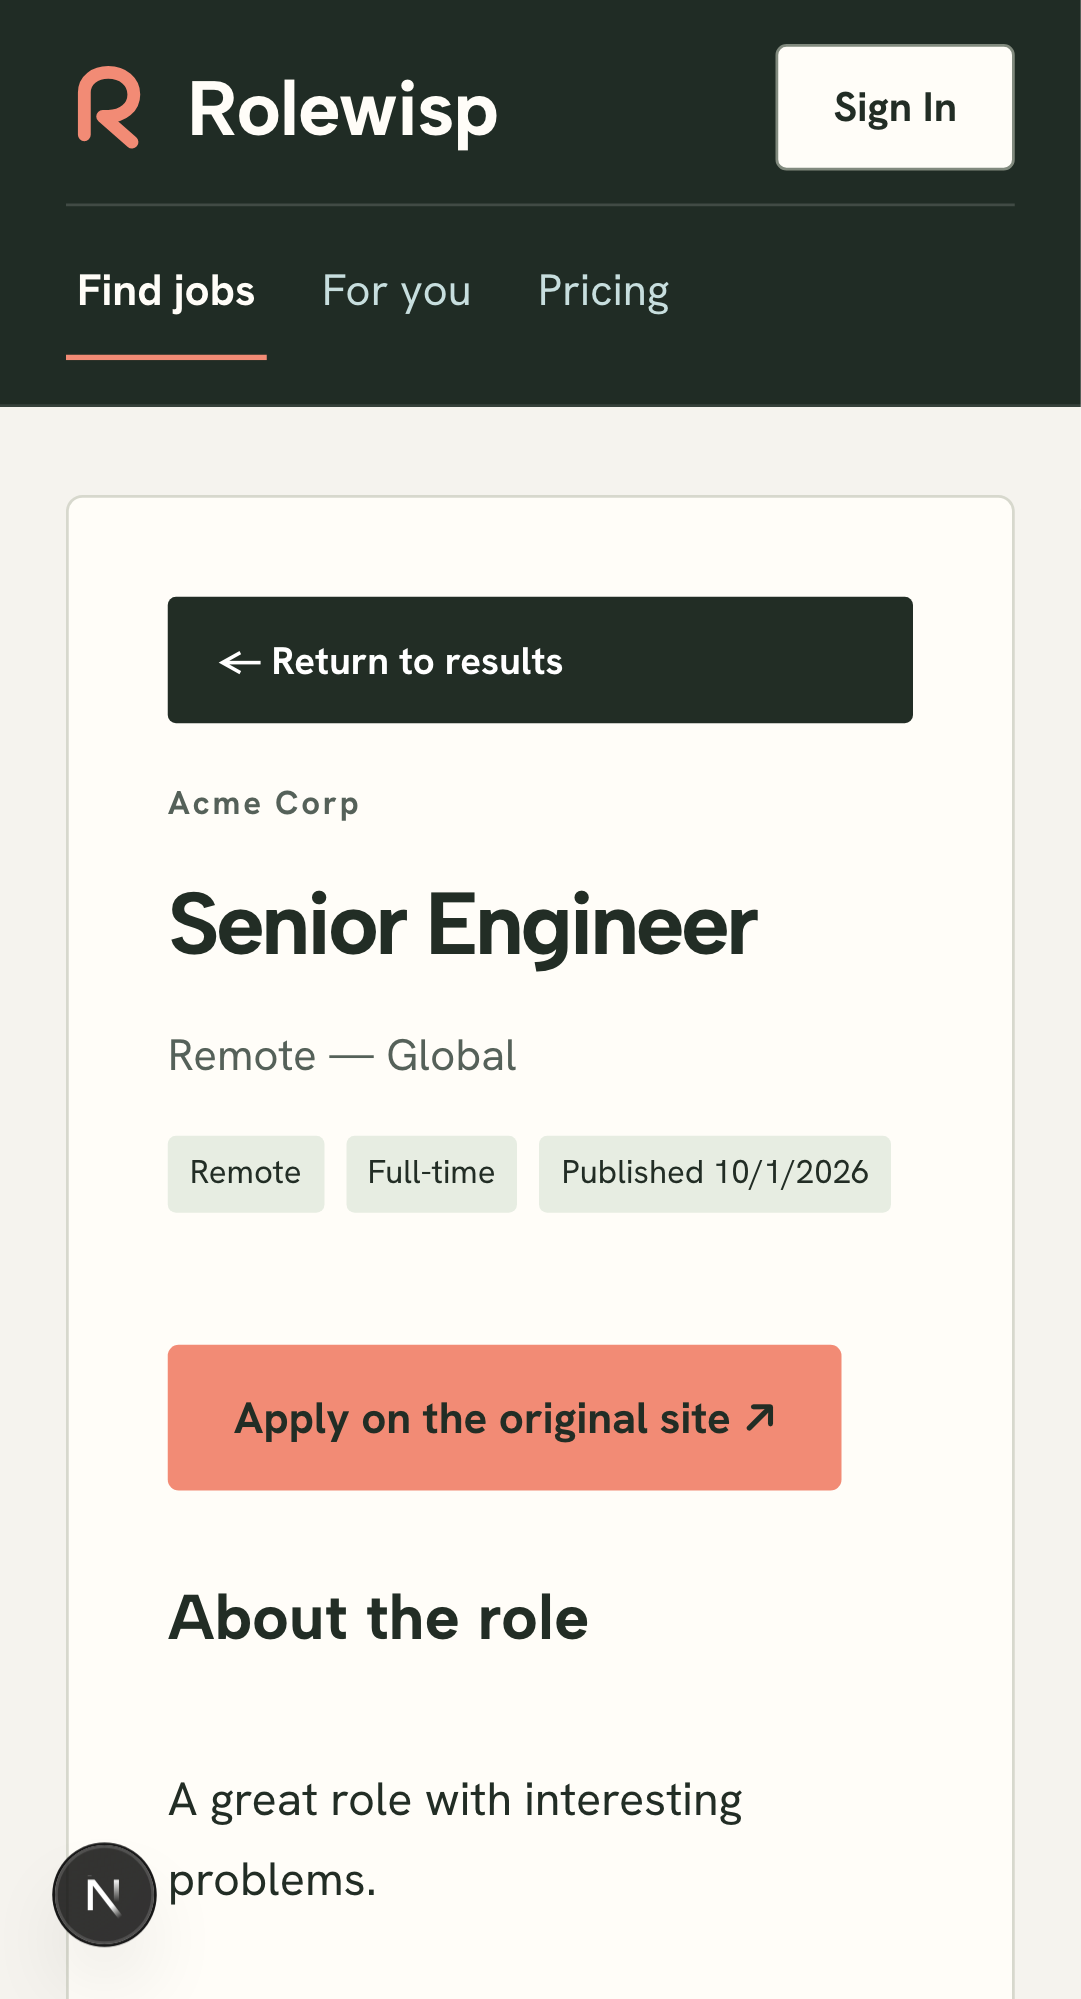 Rolewisp
Sign In
Find jobs
For you
Pricing
← Return to results
Acme Corp
Senior Engineer
Remote — Global
Remote
Full-time
Published 10/1/2026
Apply on the original site ↗
About the role
A great role with interesting
problems.
N